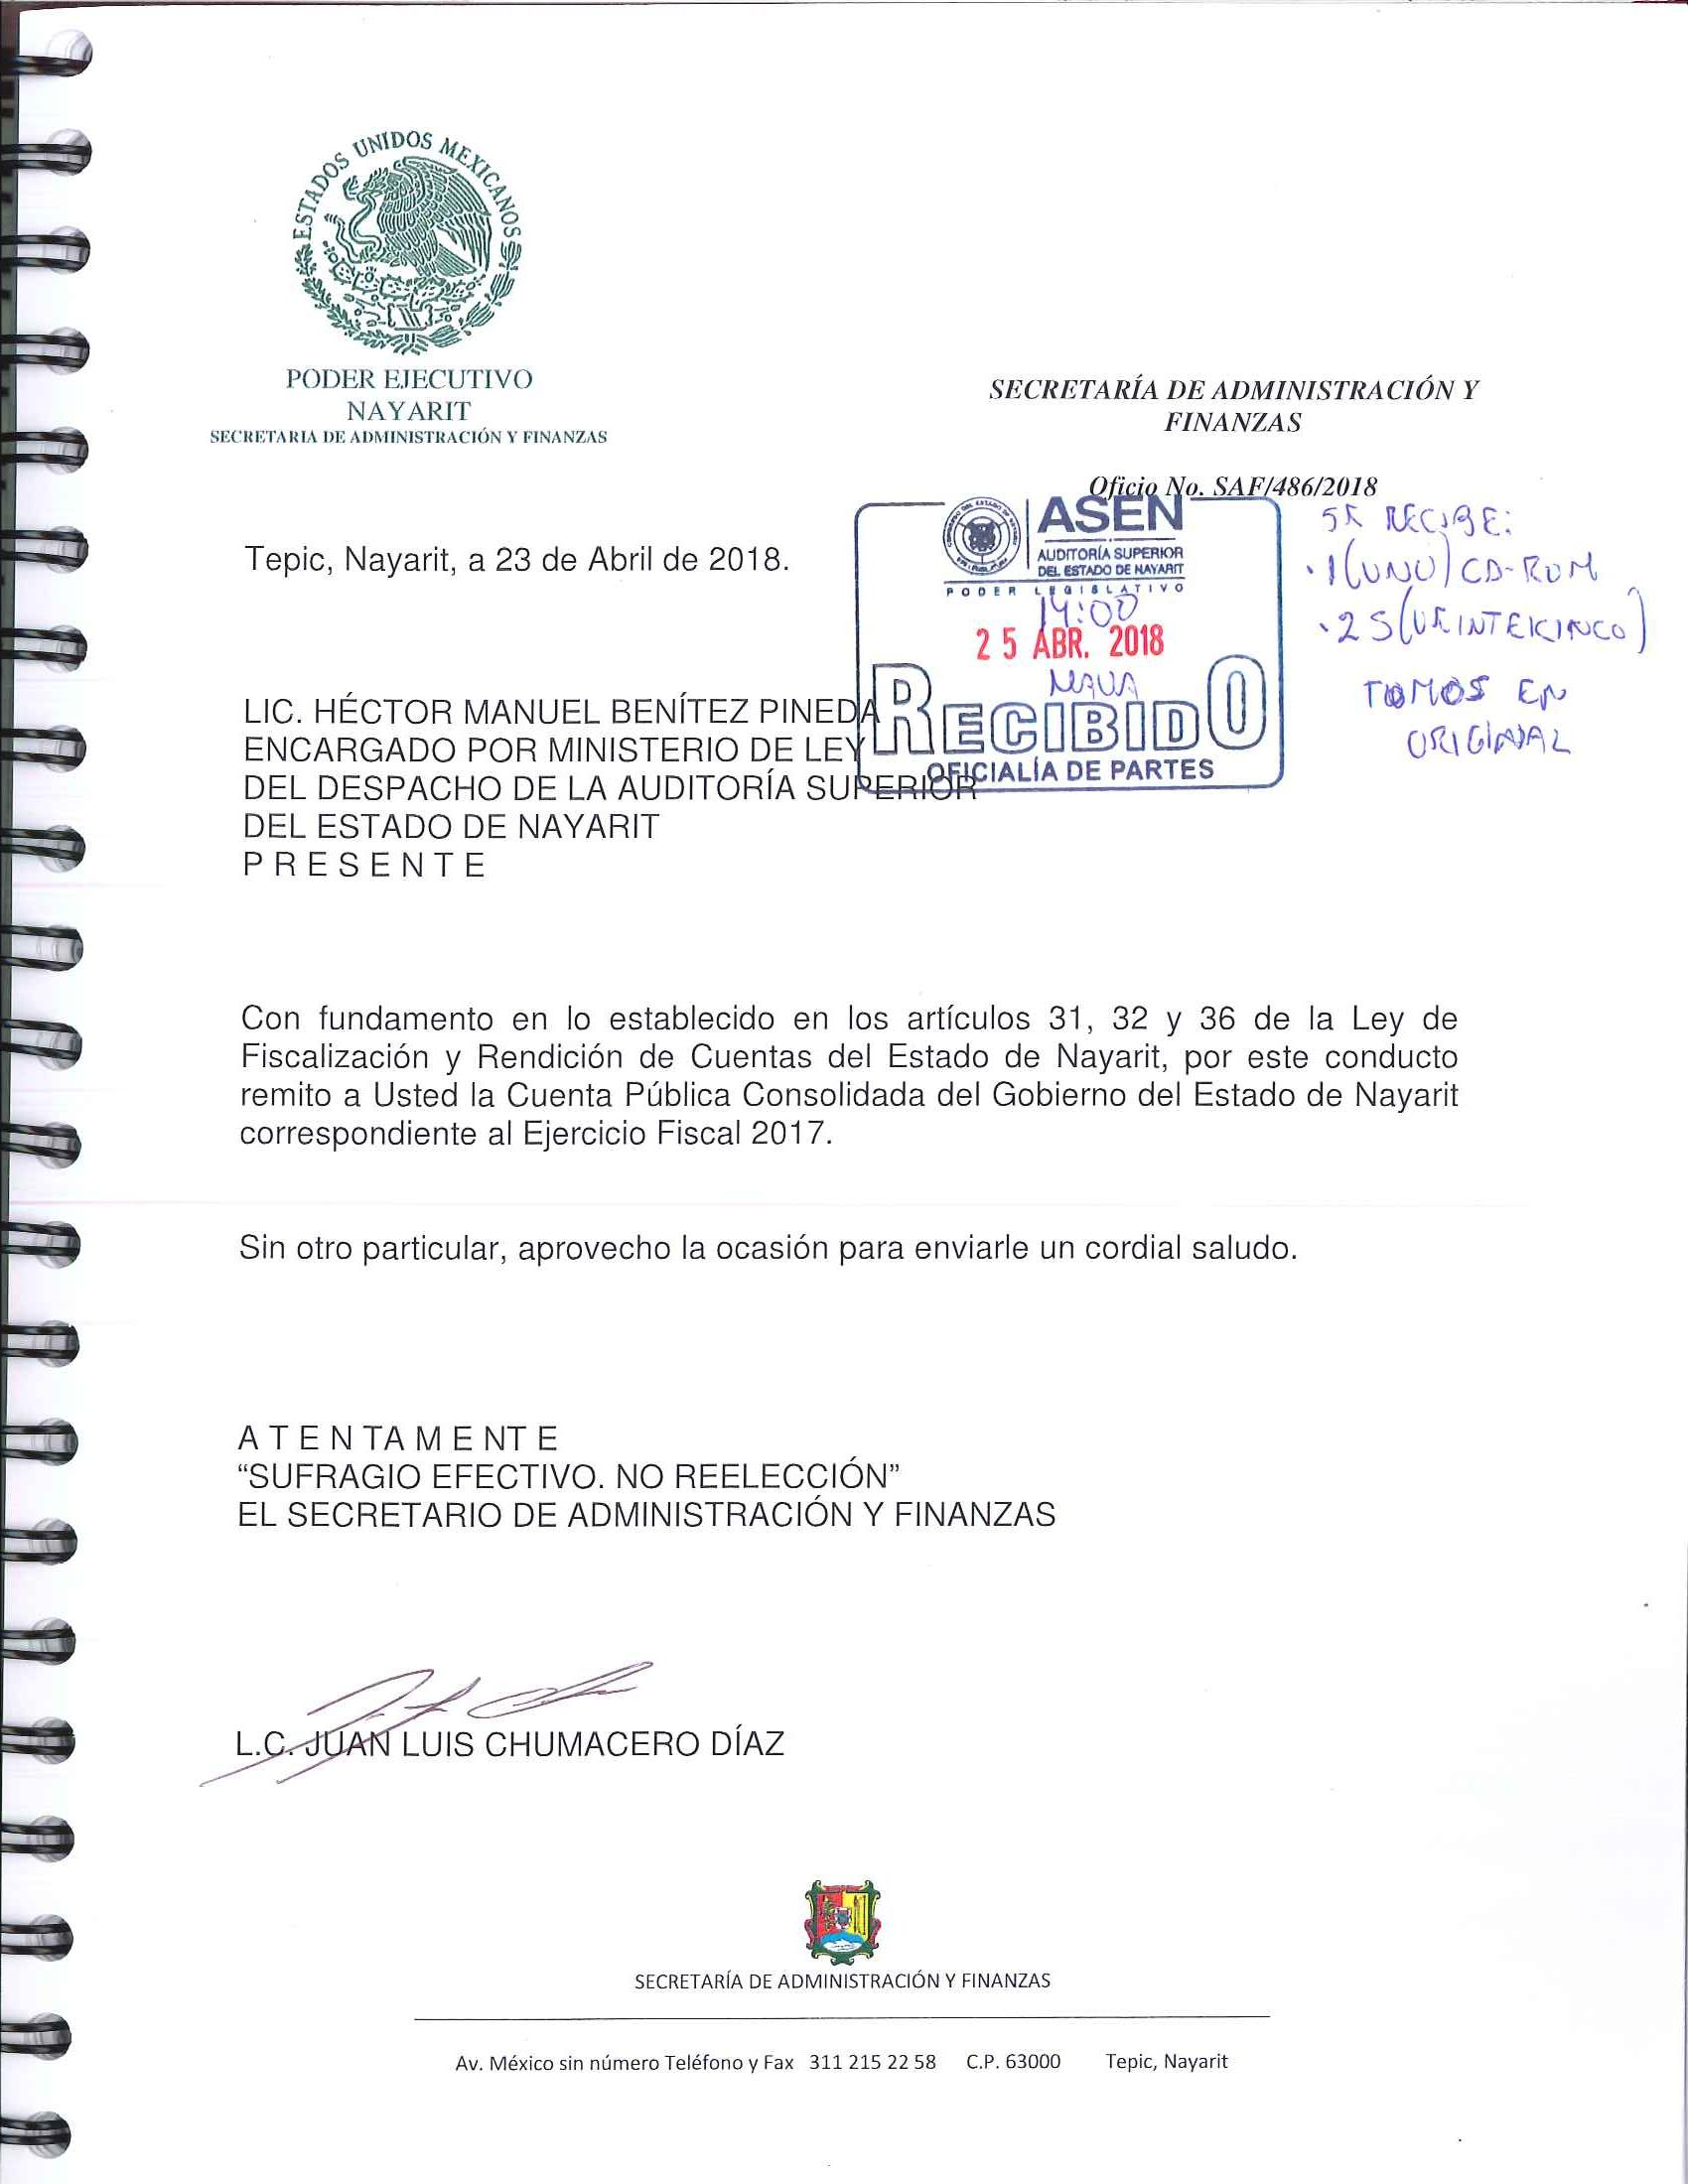 ESTADOS UNIDOS MEXICANOS
PODER EJECUTIVO
NAYARIT
SECRETARIA DE ADMINISTRACIÓN Y FINANZAS
SECRETARÍA DE ADMINISTRACIÓN Y
FINANZAS
Oficio No. SAF/486/2018
Tepic, Nayarit, a 23 de Abril de 2018.
ASEN
AUDITORÍA SUPERIOR
DEL ESTADO DE NAYARIT
PODER LEGISLATIVO
14:00
25 ABR. 2018
RECIBIDO
OFICIALÍA DE PARTES
SE RECIBE:
·1(UNO) CD-ROM
·25(VEINTEICINCO)
TOMOS EN
ORIGINAL
LIC. HÉCTOR MANUEL BENÍTEZ PINEDA
ENCARGADO POR MINISTERIO DE LEY
DEL DESPACHO DE LA AUDITORÍA SUPERIOR
DEL ESTADO DE NAYARIT
P R E S E N T E
Con fundamento en lo establecido en los artículos 31, 32 y 36 de la Ley de
Fiscalización y Rendición de Cuentas del Estado de Nayarit, por este conducto
remito a Usted la Cuenta Pública Consolidada del Gobierno del Estado de Nayarit
correspondiente al Ejercicio Fiscal 2017.
Sin otro particular, aprovecho la ocasión para enviarle un cordial saludo.
A T E N T A M E N T E
“SUFRAGIO EFECTIVO. NO REELECCIÓN”
EL SECRETARIO DE ADMINISTRACIÓN Y FINANZAS
L.C. JUAN LUIS CHUMACERO DÍAZ
SECRETARÍA DE ADMINISTRACIÓN Y FINANZAS
Av. México sin número Teléfono y Fax 311 215 22 58 C.P. 63000 Tepic, Nayarit